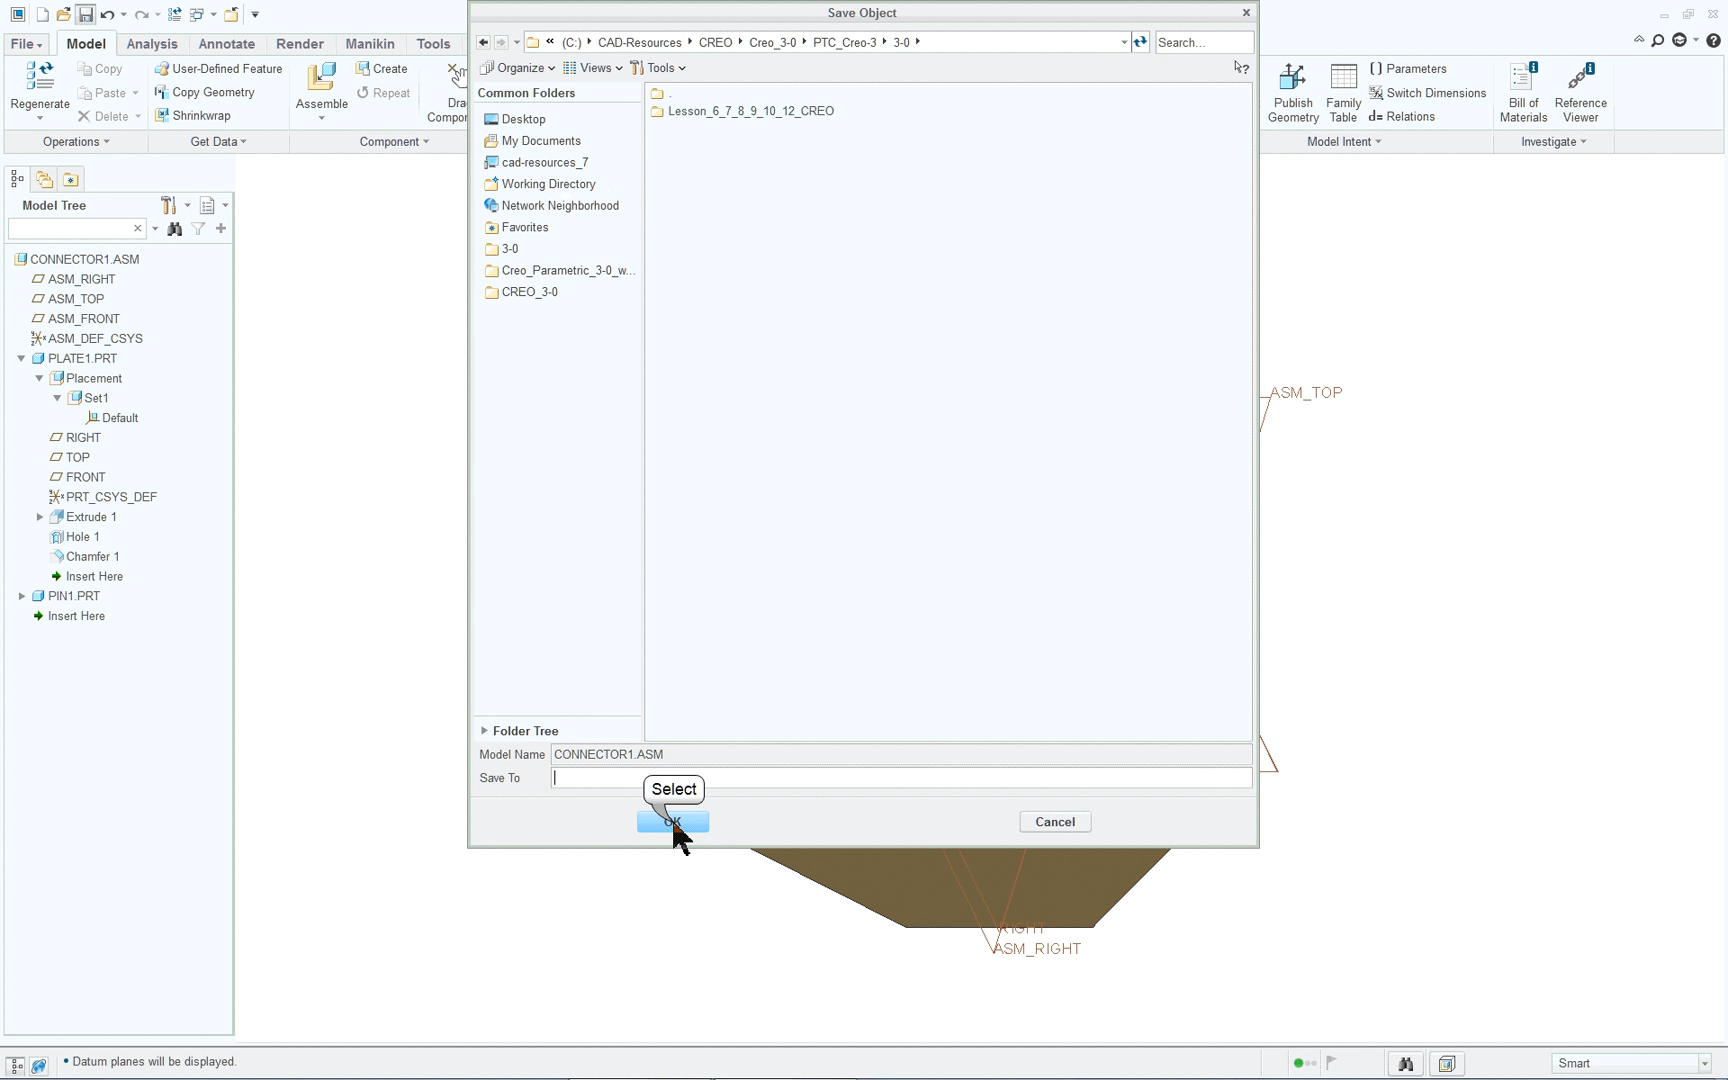 Save Object
File Model Analysis Annotate Render Manikin Tools
(C:) CAD-Resources CREO Creo_3-0 PTC_Creo-3 3-0
Search...
Regenerate
Copy
Paste
Delete
Operations
User-Defined Feature
Copy Geometry
Shrinkwrap
Get Data
Assemble
Create
Repeat
Component
Dra
Compor
Organize Views Tools
Publish
Geometry
Family
Table
[ ] Parameters
Switch Dimensions
d= Relations
Model Intent
Bill of
Materials
Reference
Viewer
Investigate
Common Folders
Desktop
My Documents
cad-resources_7
Working Directory
Network Neighborhood
Favorites
3-0
Creo_Parametric_3-0_w...
CREO_3-0
.
Lesson_6_7_8_9_10_12_CREO
Model Tree
CONNECTOR1.ASM
ASM_RIGHT
ASM_TOP
ASM_FRONT
ASM_DEF_CSYS
PLATE1.PRT
Placement
Set1
Default
RIGHT
TOP
FRONT
PRT_CSYS_DEF
Extrude 1
Hole 1
Chamfer 1
Insert Here
PIN1.PRT
Insert Here
ASM_TOP
Folder Tree
Model Name CONNECTOR1.ASM
Save To
Select
OK
Cancel
RIGHT
ASM_RIGHT
• Datum planes will be displayed.
Smart